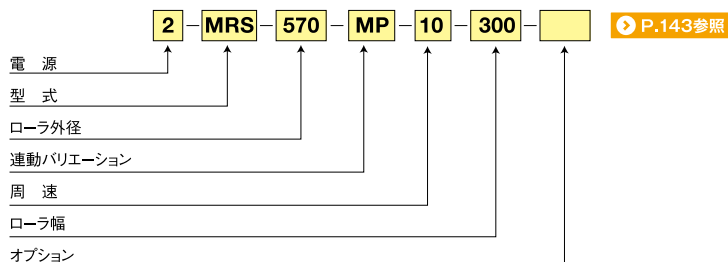 2-MRS-570-MP-10-300- P.143参照
電 源
型 式
ローラ外径
連動バリエーション
周 速
ローラ幅
オプション